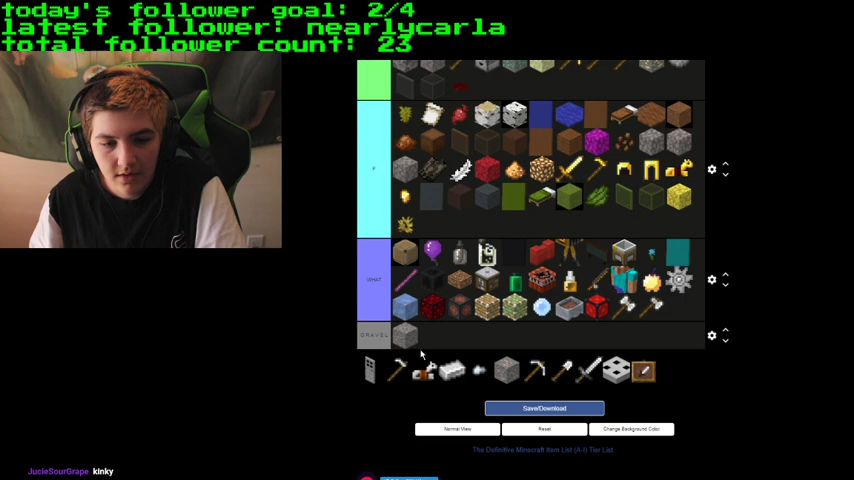 today's follower goal: 2/4
latest follower: nearlycarla
total follower count: 23
F
WHAT
GRAVEL
Save/Download
Normal View
Reset
Change Background Color
The Definitive Minecraft Item List (A-I) Tier List
JucieSourGrape kinky